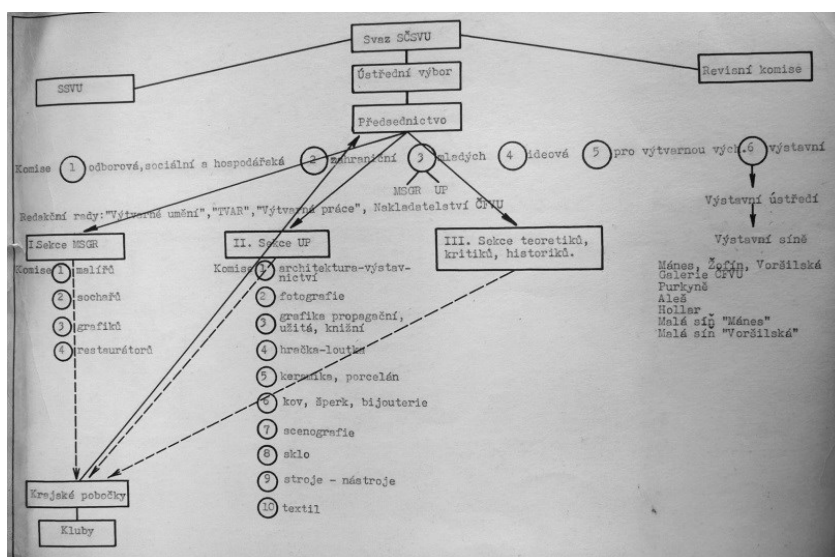 Svaz SČSVU
SSVU
Ústřední výbor
Revisní komise
Předsednictvo
Komise 1 odborová,sociální a hospodářská 2 zahraniční 3 mladých 4 ideová 5 pro výtvarnou vých. 6 výstavní
MSGR UP
Výstavní ústředí
Redakční rady:"Výtvarné umění","TVAR","Výtvarná práce", Nakladatelství ČFVU
Výstavní síně
I.Sekce MSGR
Komise 1 malířů
2 sochařů
3 grafiků
4 restaurátorů
II. Sekce UP
Komise 1 architektura-výstav-
nictví
2 fotografie
3 grafika propagační,
užitá, knižní
4 hračka-loutka
5 keramika, porcelán
6 kov, šperk, bijouterie
7 scenografie
8 sklo
9 stroje - nástroje
10 textil
III. Sekce teoretiků,
kritiků, historiků.
Mánes, Žofín, Voršilská
Galerie ČFVU
Purkyně
Aleš
Hollar
Malá síň "Mánes"
Malá síň "Voršilská"
Krajské pobočky
Kluby